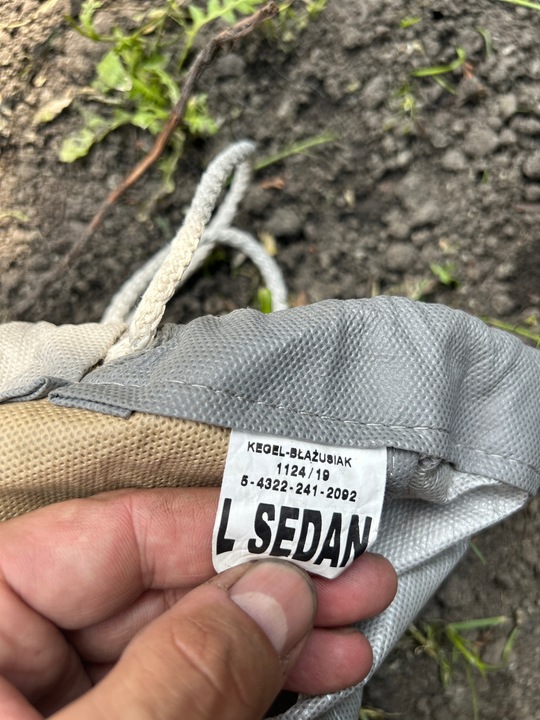 KEGEL-BŁAŻUSIAK
1124/19
5-4322-241-2092
L SEDAN